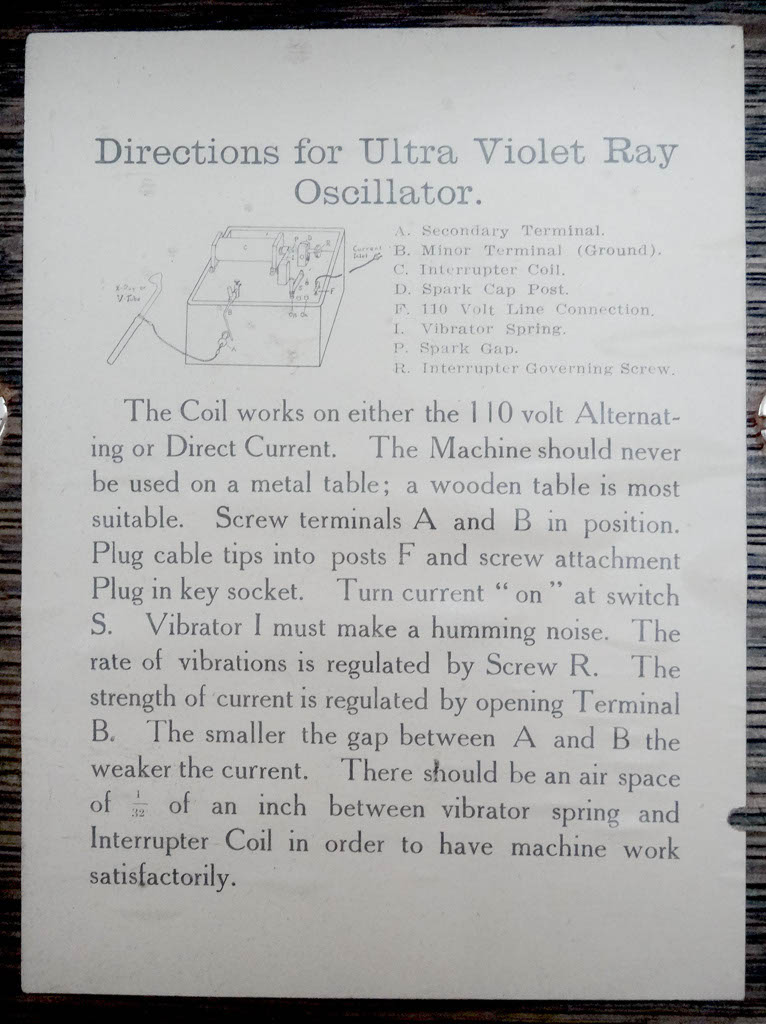 Directions for Ultra Violet Ray
Oscillator.
X-Ray or
V-Tube
Current
Inlet
A. Secondary Terminal.
B. Minor Terminal (Ground).
C. Interrupter Coil.
D. Spark Cap Post.
F. 110 Volt Line Connection.
I. Vibrator Spring.
P. Spark Gap.
R. Interrupter Governing Screw.
The Coil works on either the 110 volt Alternat-
ing or Direct Current. The Machine should never
be used on a metal table; a wooden table is most
suitable. Screw terminals A and B in position.
Plug cable tips into posts F and screw attachment
Plug in key socket. Turn current “on” at switch
S. Vibrator I must make a humming noise. The
rate of vibrations is regulated by Screw R. The
strength of current is regulated by opening Terminal
B. The smaller the gap between A and B the
weaker the current. There should be an air space
of 1/32 of an inch between vibrator spring and
Interrupter Coil in order to have machine work
satisfactorily.